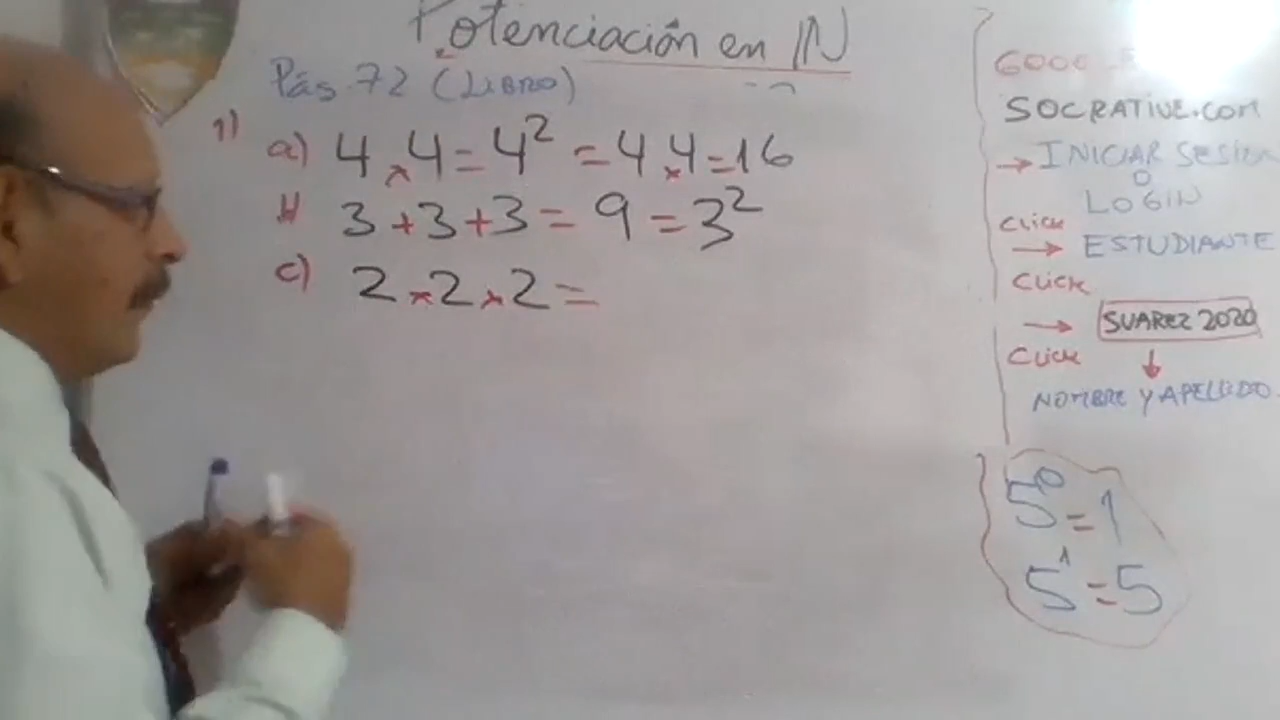 Potenciación en IN
Pág. 72 (LIBRO)
1)
a) 4 x 4 = 4² = 4 x 4 = 16
3 + 3 + 3 = 9 = 3²
c) 2 x 2 x 2 =
SOCRATIVE.com
→ INICIAR sesión
O
LOGIN
Click
→ ESTUDIANTE
Click
→ SUAREZ 2020
Click ↓
NOMBRE Y APELLIDO.
5⁰ = 1
5¹ = 5